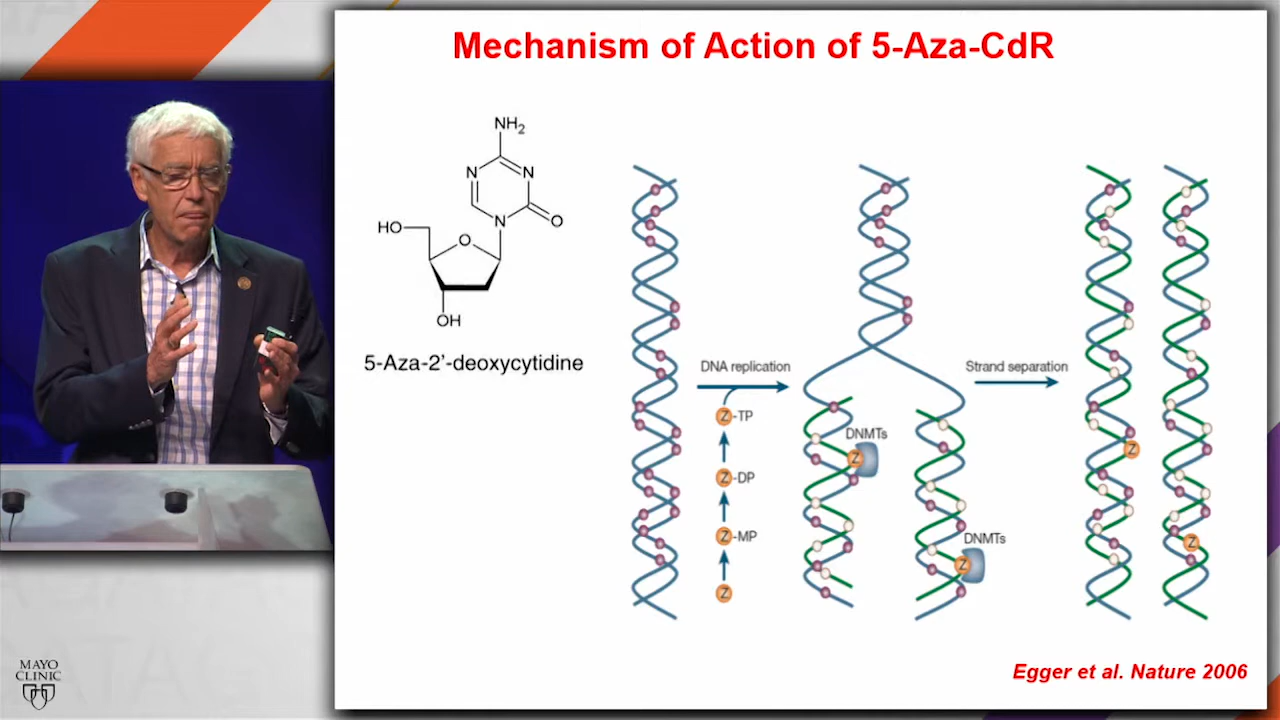 Mechanism of Action of 5-Aza-CdR
NH2
N
N
N
O
HO
O
OH
5-Aza-2'-deoxycytidine
DNA replication
Z-TP
Z-DP
Z-MP
Z
DNMTs
Z
DNMTs
Z
Strand separation
Z
Z
Egger et al. Nature 2006
MAYO
CLINIC